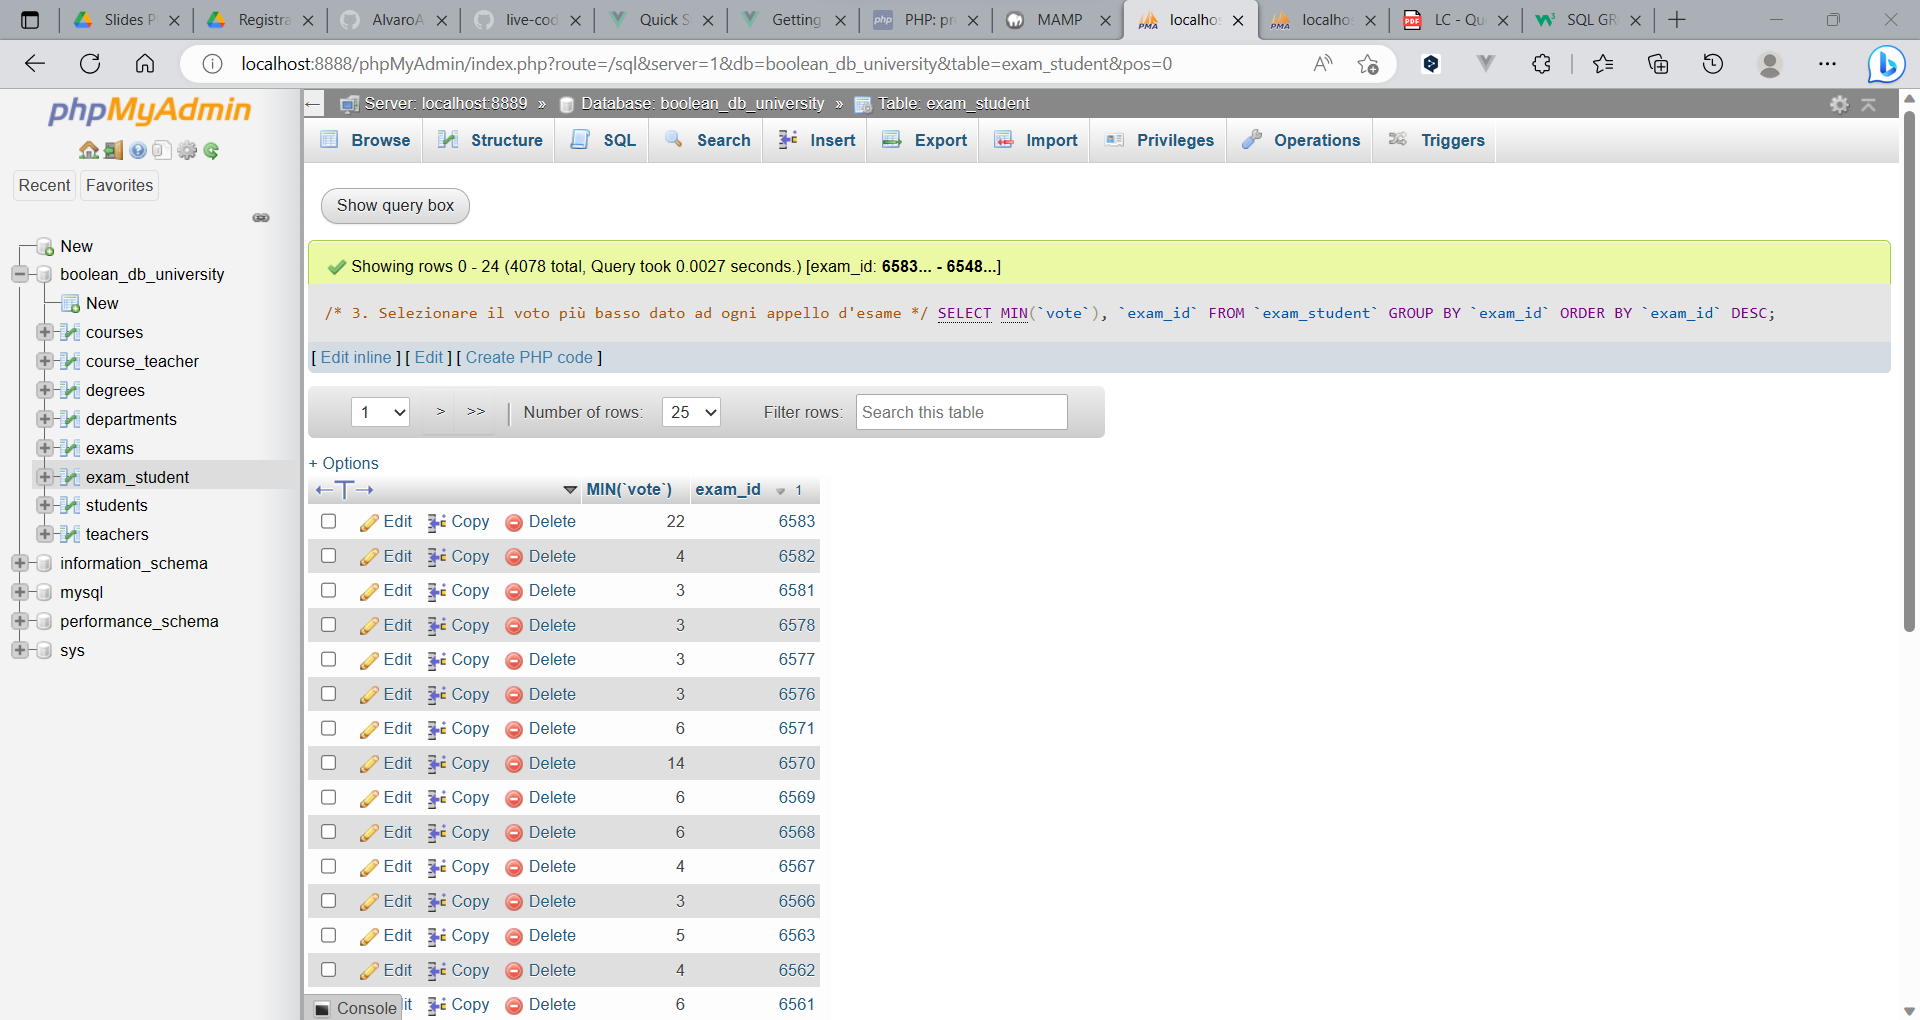 Slides P
Registra
AlvaroA
live-cod
Quick S
Getting
php PHP: pr
MAMP
PMA localhos
PMA localhos
PDF LC - Qu
SQL GR
localhost:8888/phpMyAdmin/index.php?route=/sql&server=1&db=boolean_db_university&table=exam_student&pos=0
phpMyAdmin
Recent
Favorites
New
boolean_db_university
New
courses
course_teacher
degrees
departments
exams
exam_student
students
teachers
information_schema
mysql
performance_schema
sys
Server: localhost:8889 » Database: boolean_db_university » Table: exam_student
Browse Structure SQL Search Insert Export Import Privileges Operations Triggers
Show query box
Showing rows 0 - 24 (4078 total, Query took 0.0027 seconds.) [exam_id: 6583... - 6548...]
/* 3. Selezionare il voto più basso dato ad ogni appello d'esame */ SELECT MIN(`vote`), `exam_id` FROM `exam_student` GROUP BY `exam_id` ORDER BY `exam_id` DESC;
[ Edit inline ] [ Edit ] [ Create PHP code ]
1 > >> | Number of rows: 25 Filter rows: Search this table
+ Options
←T→ MIN(`vote`) exam_id 1
Edit Copy Delete 22 6583
Edit Copy Delete 4 6582
Edit Copy Delete 3 6581
Edit Copy Delete 3 6578
Edit Copy Delete 3 6577
Edit Copy Delete 3 6576
Edit Copy Delete 6 6571
Edit Copy Delete 14 6570
Edit Copy Delete 6 6569
Edit Copy Delete 6 6568
Edit Copy Delete 4 6567
Edit Copy Delete 3 6566
Edit Copy Delete 5 6563
Edit Copy Delete 4 6562
Console lit Copy Delete 6 6561